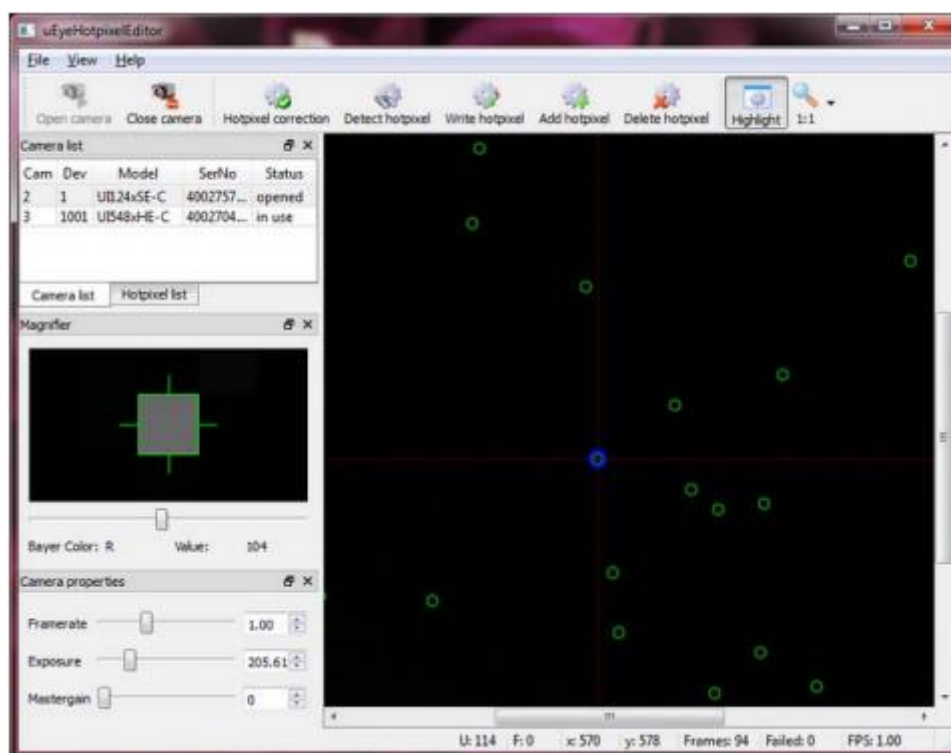 uEyeHotpixelEditor
File View Help
Open camera Close camera Hotpixel correction Detect hotpixel Write hotpixel Add hotpixel Delete hotpixel Highlight 1:1
Camera list
Cam Dev Model SerNo Status
2 1 UI124xSE-C 4002757... opened
3 1001 UI548xHE-C 4002704... in use
Camera list Hotpixel list
Magnifier
Bayer Color: R Value: 104
Camera properties
Framerate 1.00
Exposure 205.61
Mastergain 0
U: 114 F: 0 x: 570 y: 578 Frames: 94 Failed: 0 FPS: 1.00